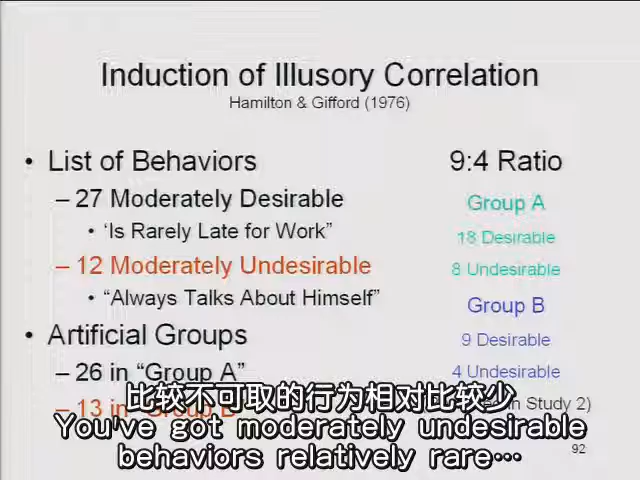 Induction of Illusory Correlation
Hamilton & Gifford (1976)
• List of Behaviors
– 27 Moderately Desirable
• ‘Is Rarely Late for Work”
– 12 Moderately Undesirable
• “Always Talks About Himself”
• Artificial Groups
– 26 in “Group A”
– 13 in “Group B”
9:4 Ratio
Group A
18 Desirable
8 Undesirable
Group B
9 Desirable
4 Undesirable
in Study 2)
比较不可取的行为相对比较少
You've got moderately undesirable
behaviors relatively rare…
92